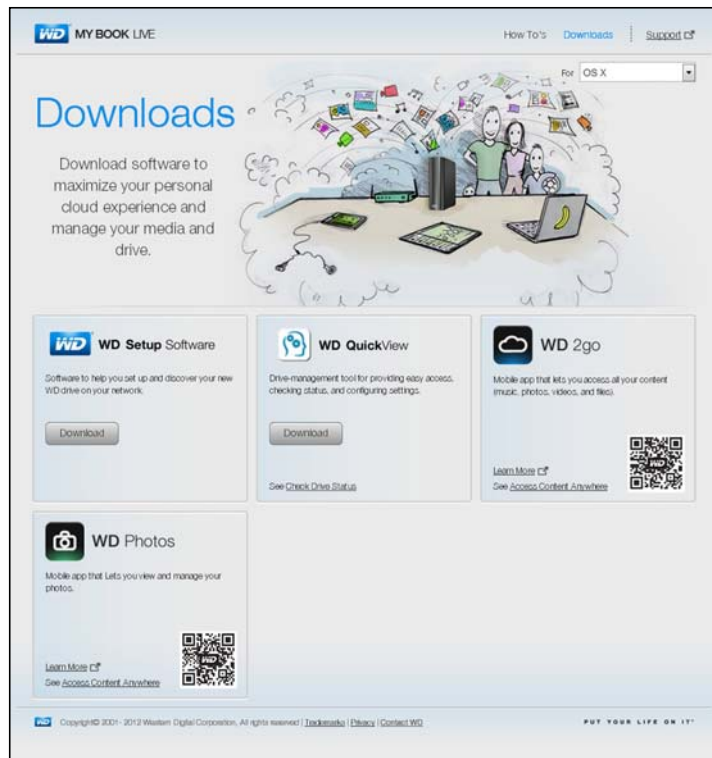 WD MY BOOK LIVE
How To's Downloads Support
For OS X
Downloads
Download software to
maximize your personal
cloud experience and
manage your media and
drive.
WD WD Setup Software
Software to help you set up and discover your new
WD drive on your network.
Download
WD QuickView
Drive-management tool for providing easy access,
checking status, and configuring settings.
Download
See Check Drive Status
WD 2go
Mobile app that lets you access all your content
(music, photos, videos, and files).
Learn More
See Access Content Anywhere
WD
WD Photos
Mobile app that Lets you view and manage your
photos.
Learn More
See Access Content Anywhere
WD
WD Copyright© 2001- 2012 Western Digital Corporation, All rights reserved | Trademarks | Privacy | Contact WD
PUT YOUR LIFE ON IT